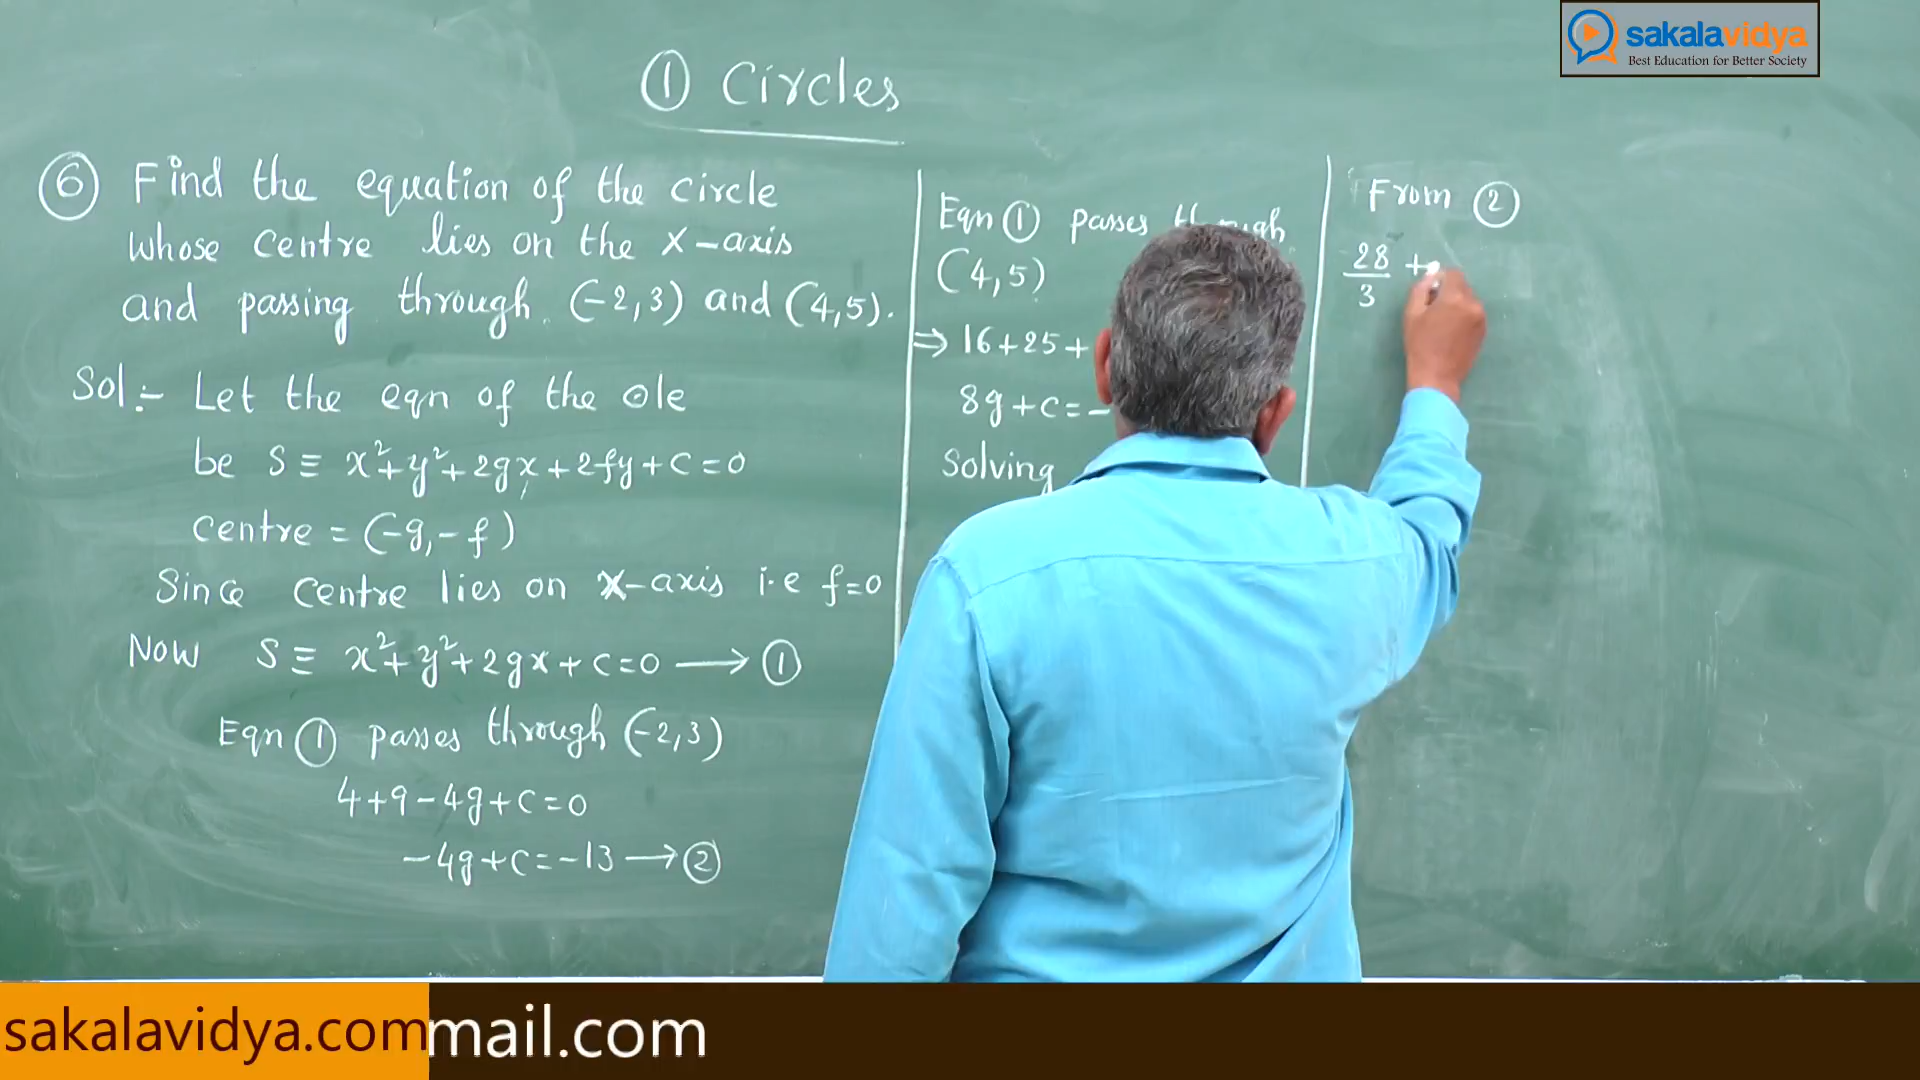 ① Circles
⑥ Find the equation of the circle
whose centre lies on the X-axis
and passing through (-2,3) and (4,5).
Sol:- Let the eqn of the ⊙le
be S ≡ x²+y²+2gx+2fy+c=0
centre = (-g,-f)
Since centre lies on X-axis i.e f=0
Now S ≡ x²+y²+2gx+c=0 → ①
Eqn ① passes through (-2,3)
4+9-4g+c=0
-4g+c=-13 → ②
Eqn ① passes through
(4,5)
⇒ 16+25+
8g+c=-
Solving
From ②
28/3 +
sakalavidya
Best Education for Better Society
sakalavidya.com mail.com